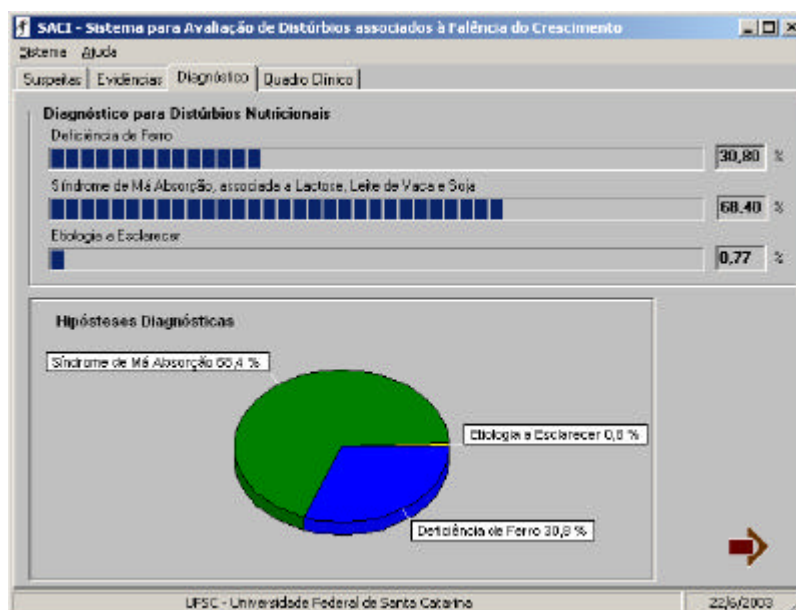 SACI - Sistema para Avaliação de Distúrbios associados à Falência do Crescimento
Sistema Ajuda
Suspeitas Evidências Diagnóstico Quadro Clínico
Diagnóstico para Distúrbios Nutricionais
Deficiência de Ferro
30,80 %
Síndrome de Má Absorção, associada a Lactose, Leite de Vaca e Soja
68,40 %
Etiologia a Esclarecer
0,77 %
Hipósteses Diagnósticas
Síndrome de Má Absorção 68,4 %
Etiologia a Esclarecer 0,8 %
Deficiência de Ferro 30,8 %
UFSC - Universidade Federal de Santa Catarina 22/6/2003